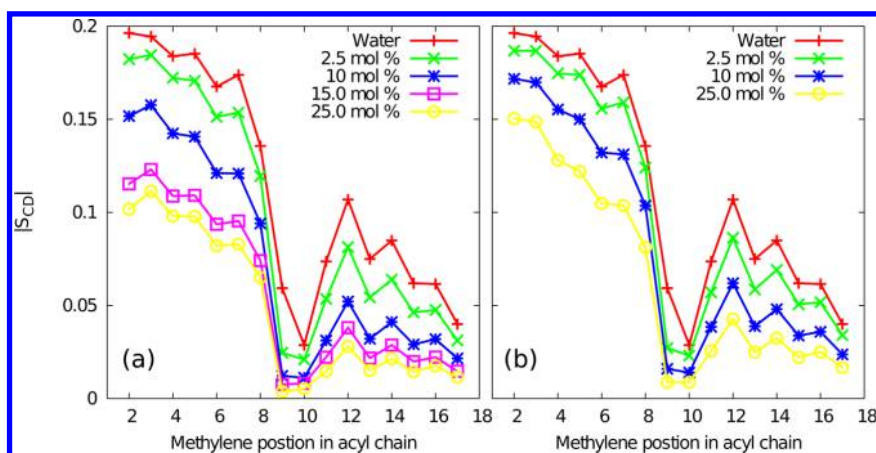 0.2
0.15
0.1
0.05
0
|S_CD|
Water
2.5 mol %
10 mol %
15.0 mol %
25.0 mol %
(a)
2 4 6 8 10 12 14 16 18
Methylene postion in acyl chain
Water
2.5 mol %
10 mol %
25.0 mol %
(b)
2 4 6 8 10 12 14 16 18
Methylene postion in acyl chain